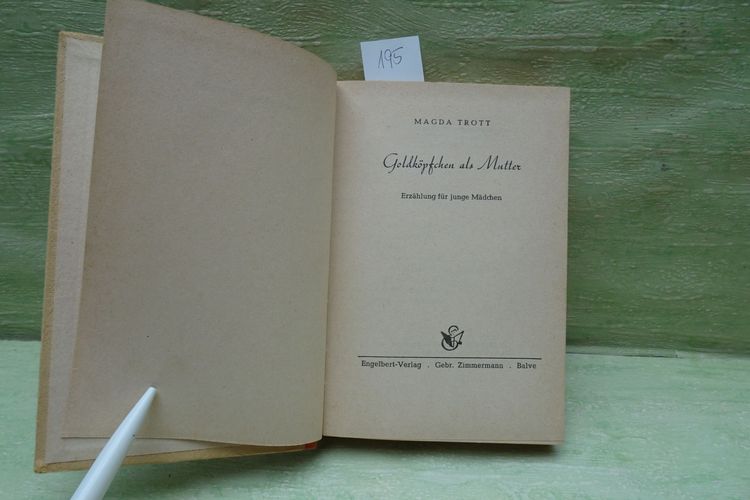 195
MAGDA TROTT
Goldköpfchen als Mutter
Erzählung für junge Mädchen
Engelbert-Verlag . Gebr. Zimmermann . Balve